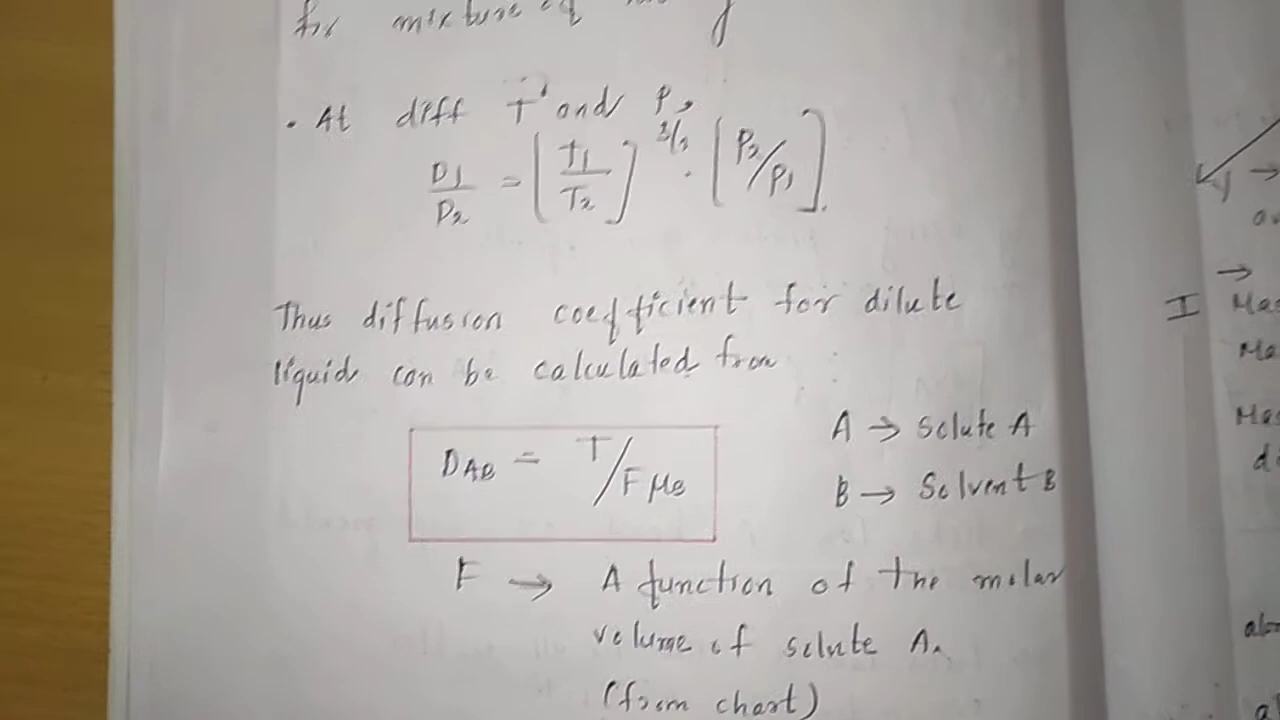 for mixture of
• At diff T and P,
D1/D2 = [T1/T2]^3/2 . [P2/P1].
Thus diffusion coefficient for dilute
liquid can be calculated from
DAB = T/FμB
A → Solute A
B → Solvent B
F → A function of the molar
volume of solute A.
(from chart)
I